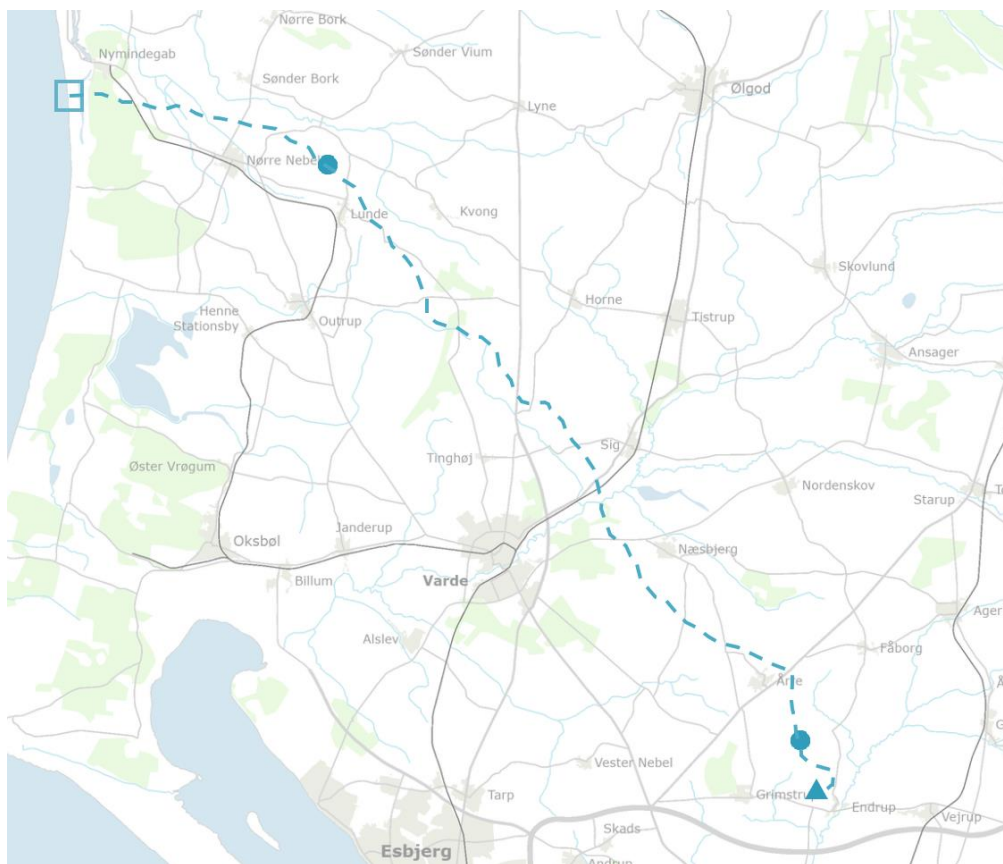 Nørre Bork
Nymindegab
Sønder Vium
Sønder Bork
Ølgod
Lyne
Nørre Nebel
Lunde
Kvong
Skovlund
Horne
Henne
Stationsby
Outrup
Tistrup
Ansager
Sig
Tinghøj
Øster Vrøgum
Nordenskov
Starup
Oksbøl
Janderup
Næsbjerg
Varde
Billum
Alslev
Fåborg
Årre
Vester Nebel
Tarp
Endrup
Vejrup
Skads
Esbjerg